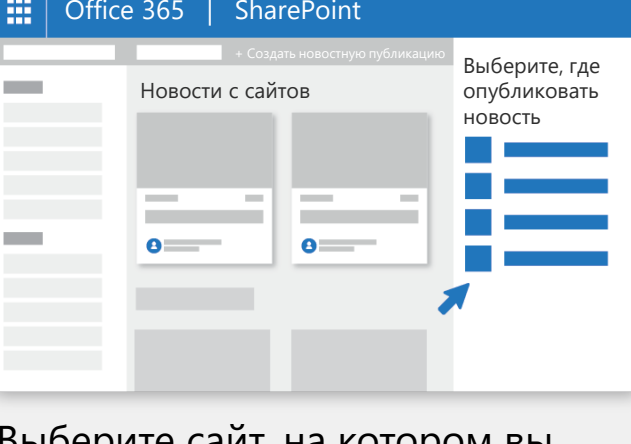 Office 365 | SharePoint
+ Создать новостную публикацию
Выберите, где
опубликовать
новость
Новости с сайтов
Выберите сайт, на котором вы